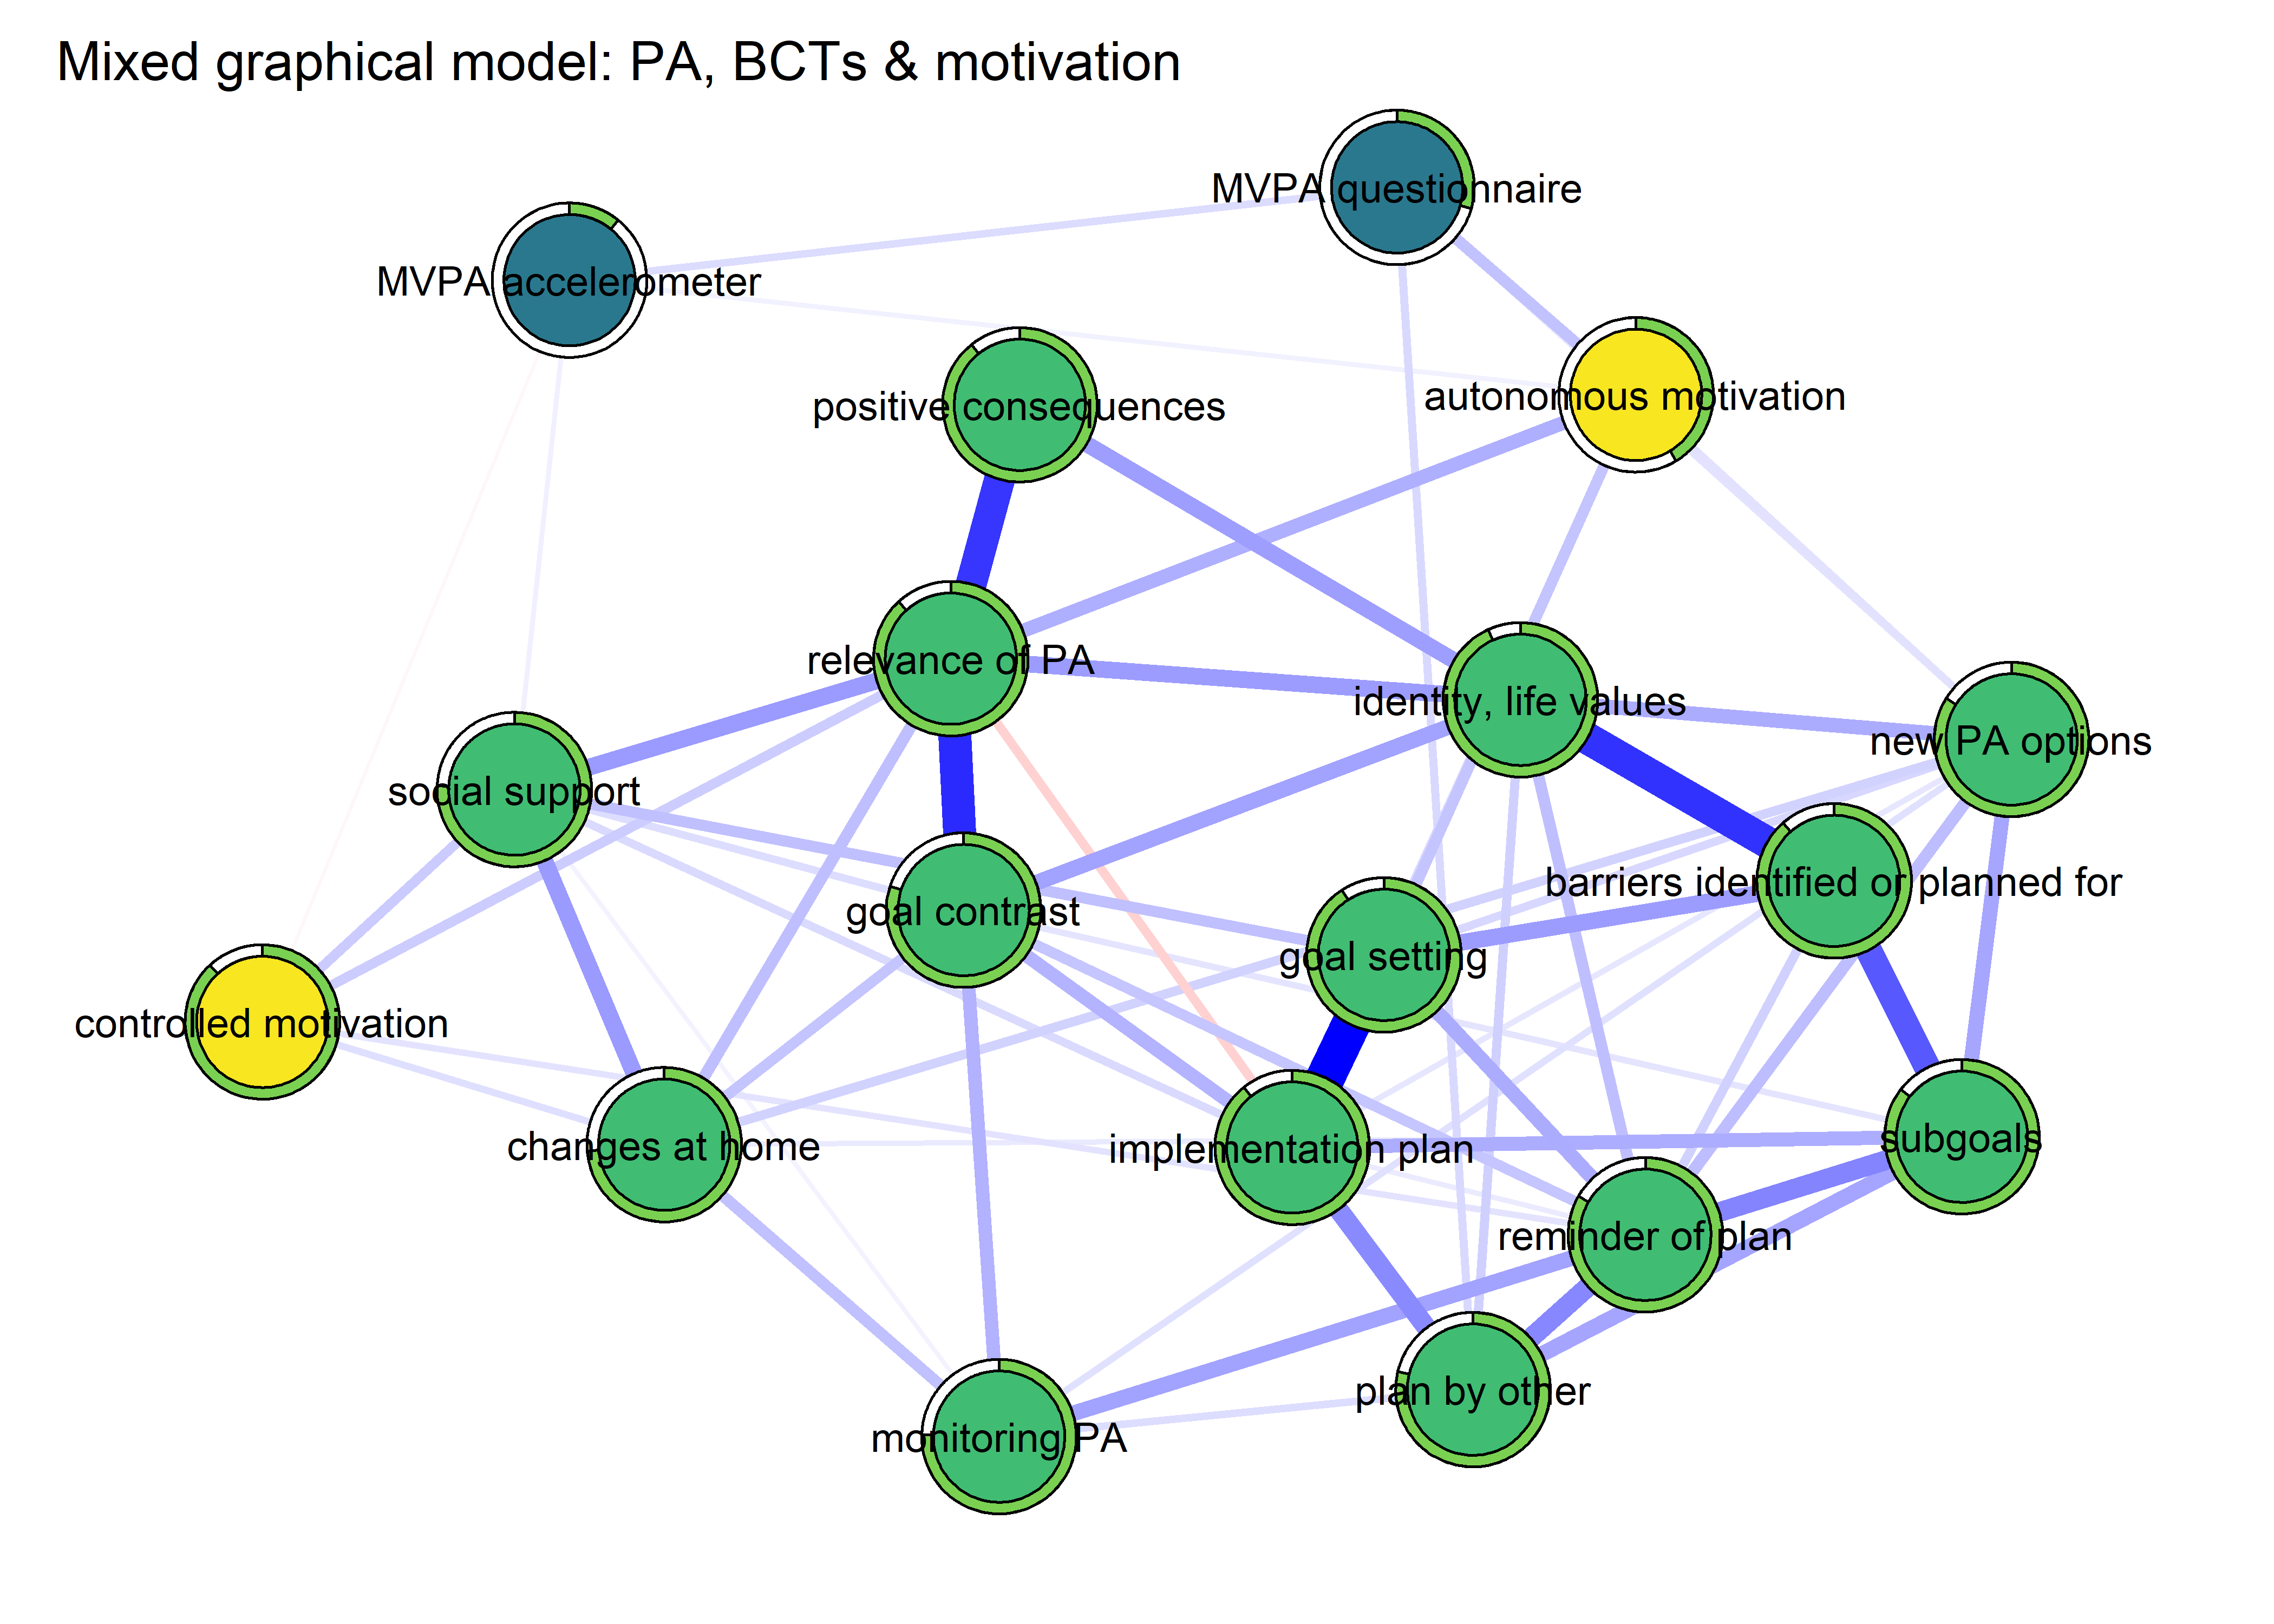 Mixed graphical model: PA, BCTs & motivation
MVPA questionnaire
MVPA accelerometer
positive consequences
autonomous motivation
relevance of PA
identity, life values
new PA options
social support
barriers identified or planned for
goal contrast
goal setting
controlled motivation
changes at home
implementation plan
subgoals
reminder of plan
plan by other
monitoring PA